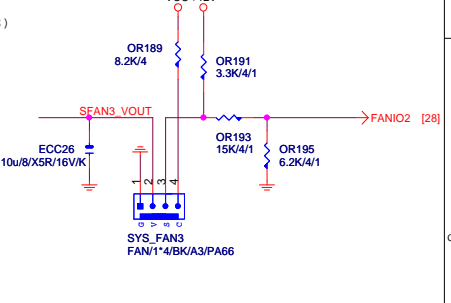 OR189
8.2K/4
OR191
3.3K/4/1
SFAN3_VOUT
FANIO2 [28]
OR193
15K/4/1
ECC26
10u/8/X5R/16V/K
OR195
6.2K/4/1
1 2 3 4
G V S C
SYS_FAN3
FAN/1*4/BK/A3/PA66